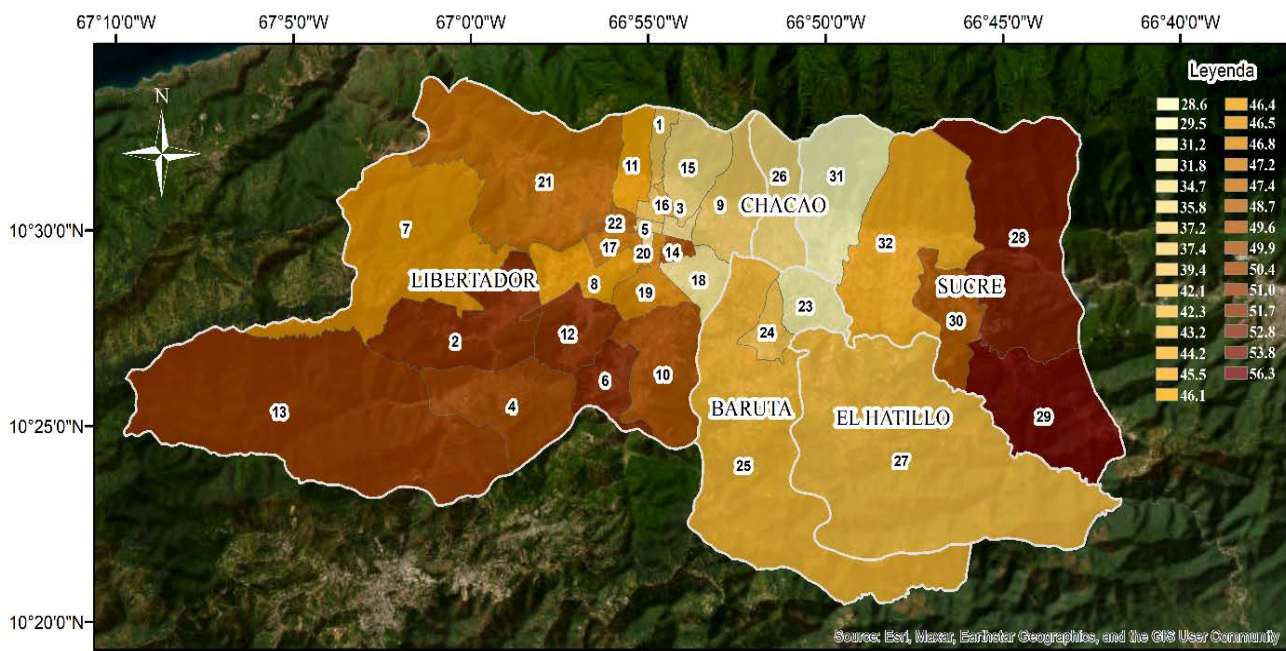 67°10'0"W 67°5'0"W 67°0'0"W 66°55'0"W 66°50'0"W 66°45'0"W 66°40'0"W
Leyenda
28.6 46.4
29.5 46.5
31.2 46.8
31.8 47.2
34.7 47.4
35.8 48.7
37.2 49.6
37.4 49.9
39.4 50.4
42.1 51.0
42.3 51.7
43.2 52.8
44.2 53.8
45.5 56.3
46.1
N
1
11 15 26 31
21
16 3 9 CHACAO
10°30'0"N 7 22 5 32 28
17 20 14
LIBERTADOR 8 18 SUCRE
19 23
30
2 12 24
6 10
13 4 BARUTA EL HATILLO 29
10°25'0"N
25 27
10°20'0"N
Source: Esri, Maxar, Earthstar Geographics, and the GIS User Community